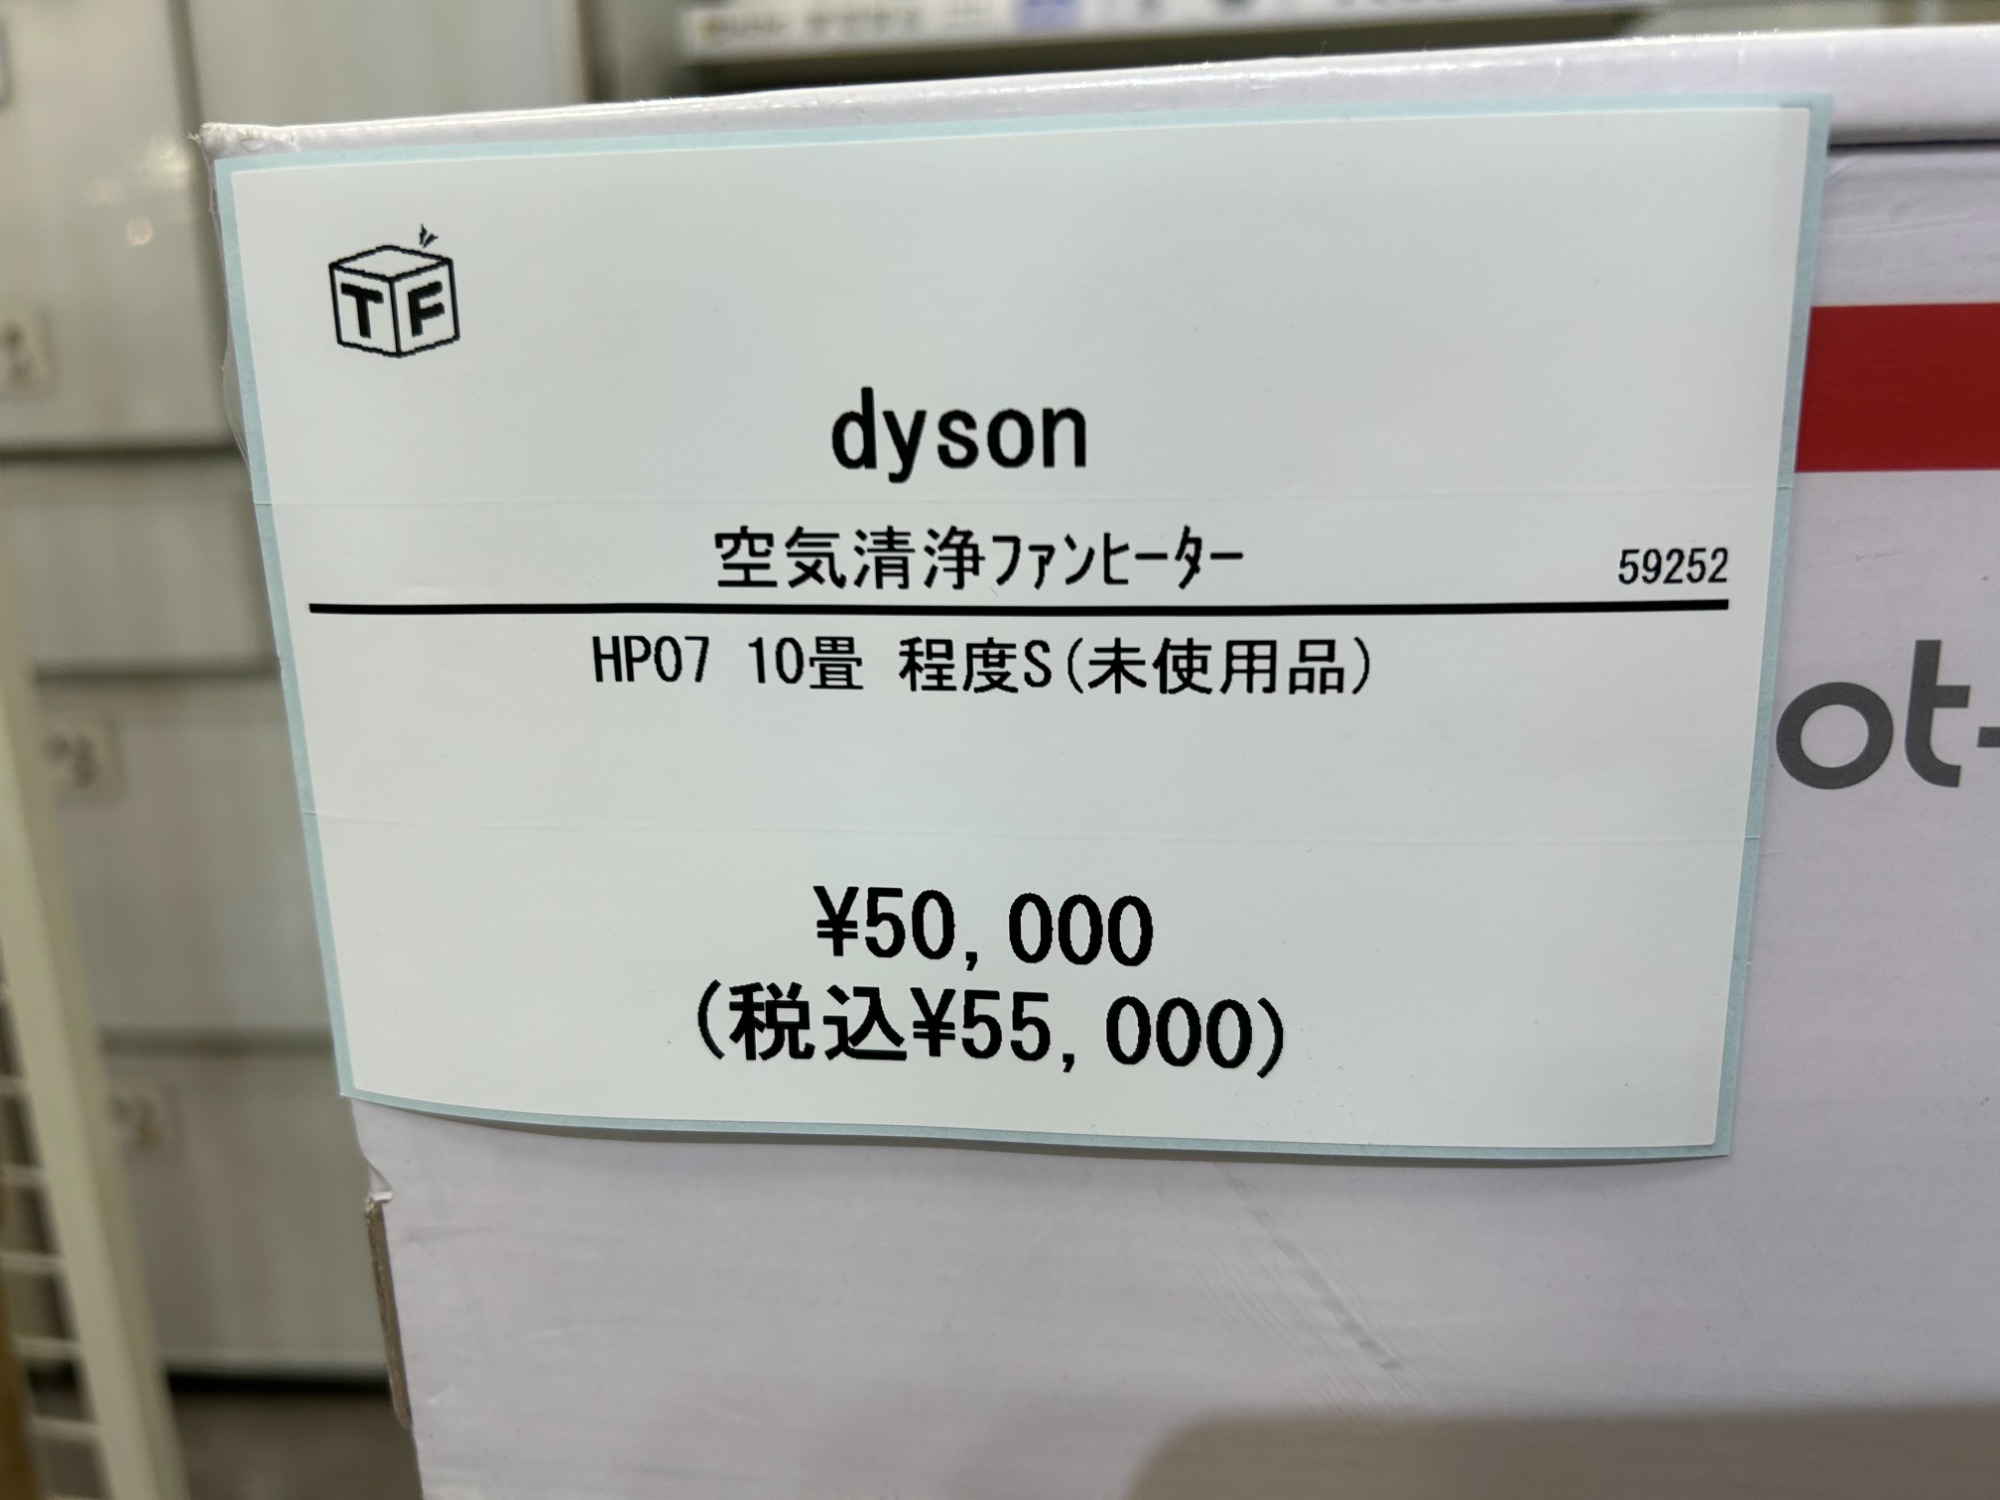 TF
dyson
空気清浄ﾌｧﾝﾋｰﾀｰ 59252
HP07 10畳 程度S(未使用品)
ot-
¥50,000
(税込¥55,000)